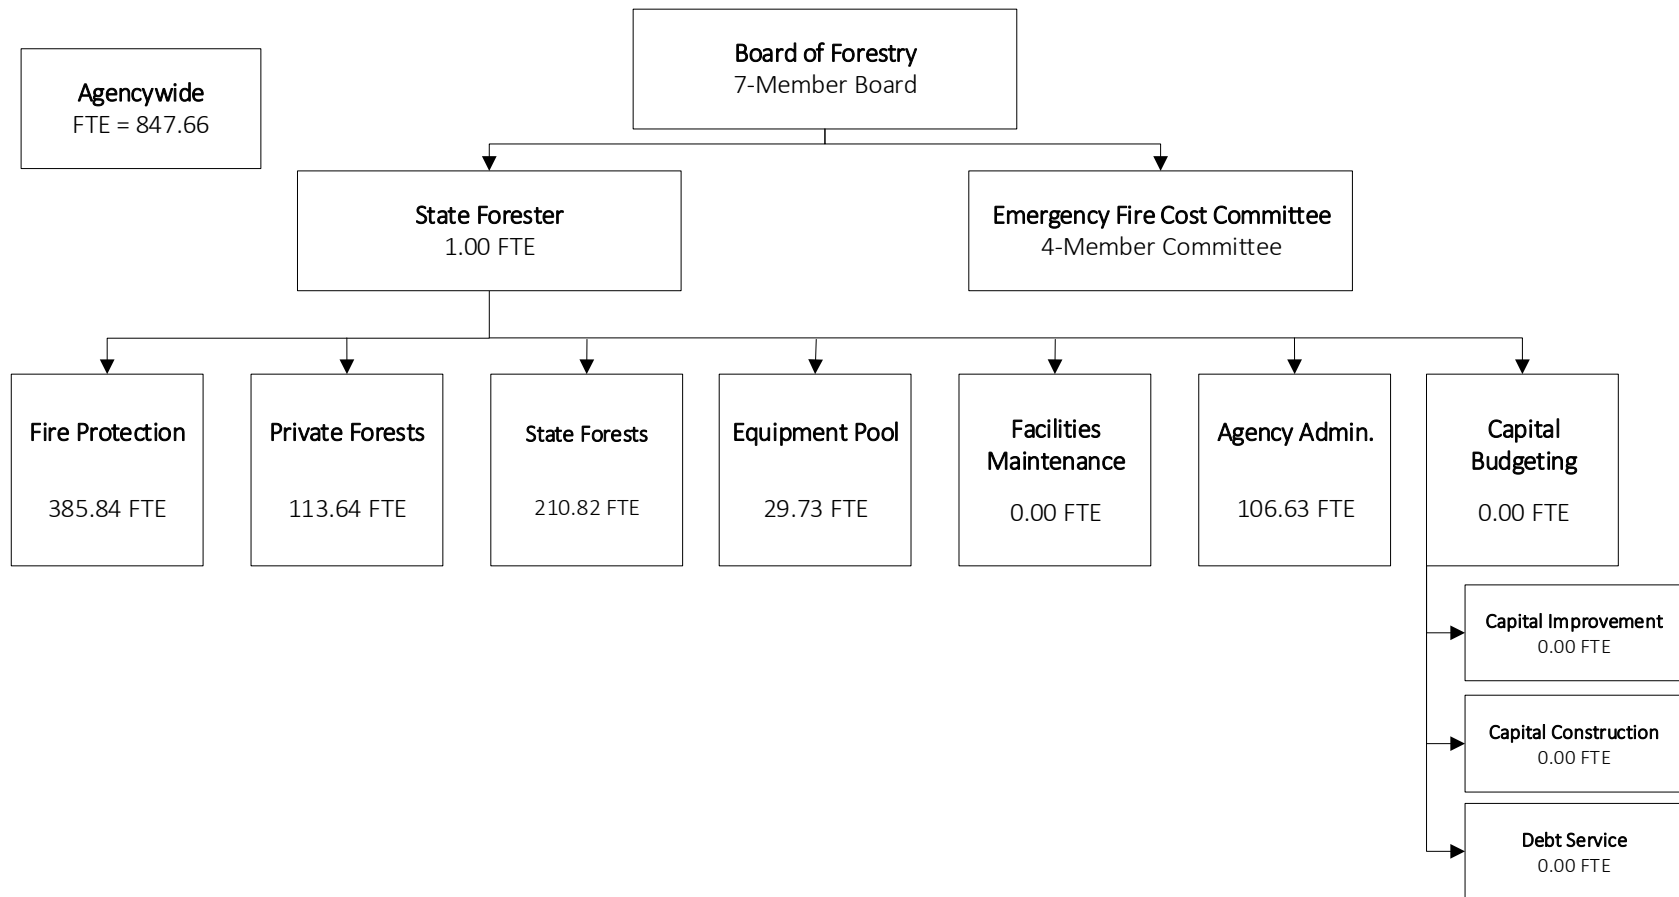 Board of Forestry
7-Member Board
Agencywide
FTE = 847.66
State Forester
1.00 FTE
Emergency Fire Cost Committee
4-Member Committee
Fire Protection
385.84 FTE
Private Forests
113.64 FTE
State Forests
210.82 FTE
Equipment Pool
29.73 FTE
Facilities
Maintenance
0.00 FTE
Agency Admin.
106.63 FTE
Capital
Budgeting
0.00 FTE
Capital Improvement
0.00 FTE
Capital Construction
0.00 FTE
Debt Service
0.00 FTE